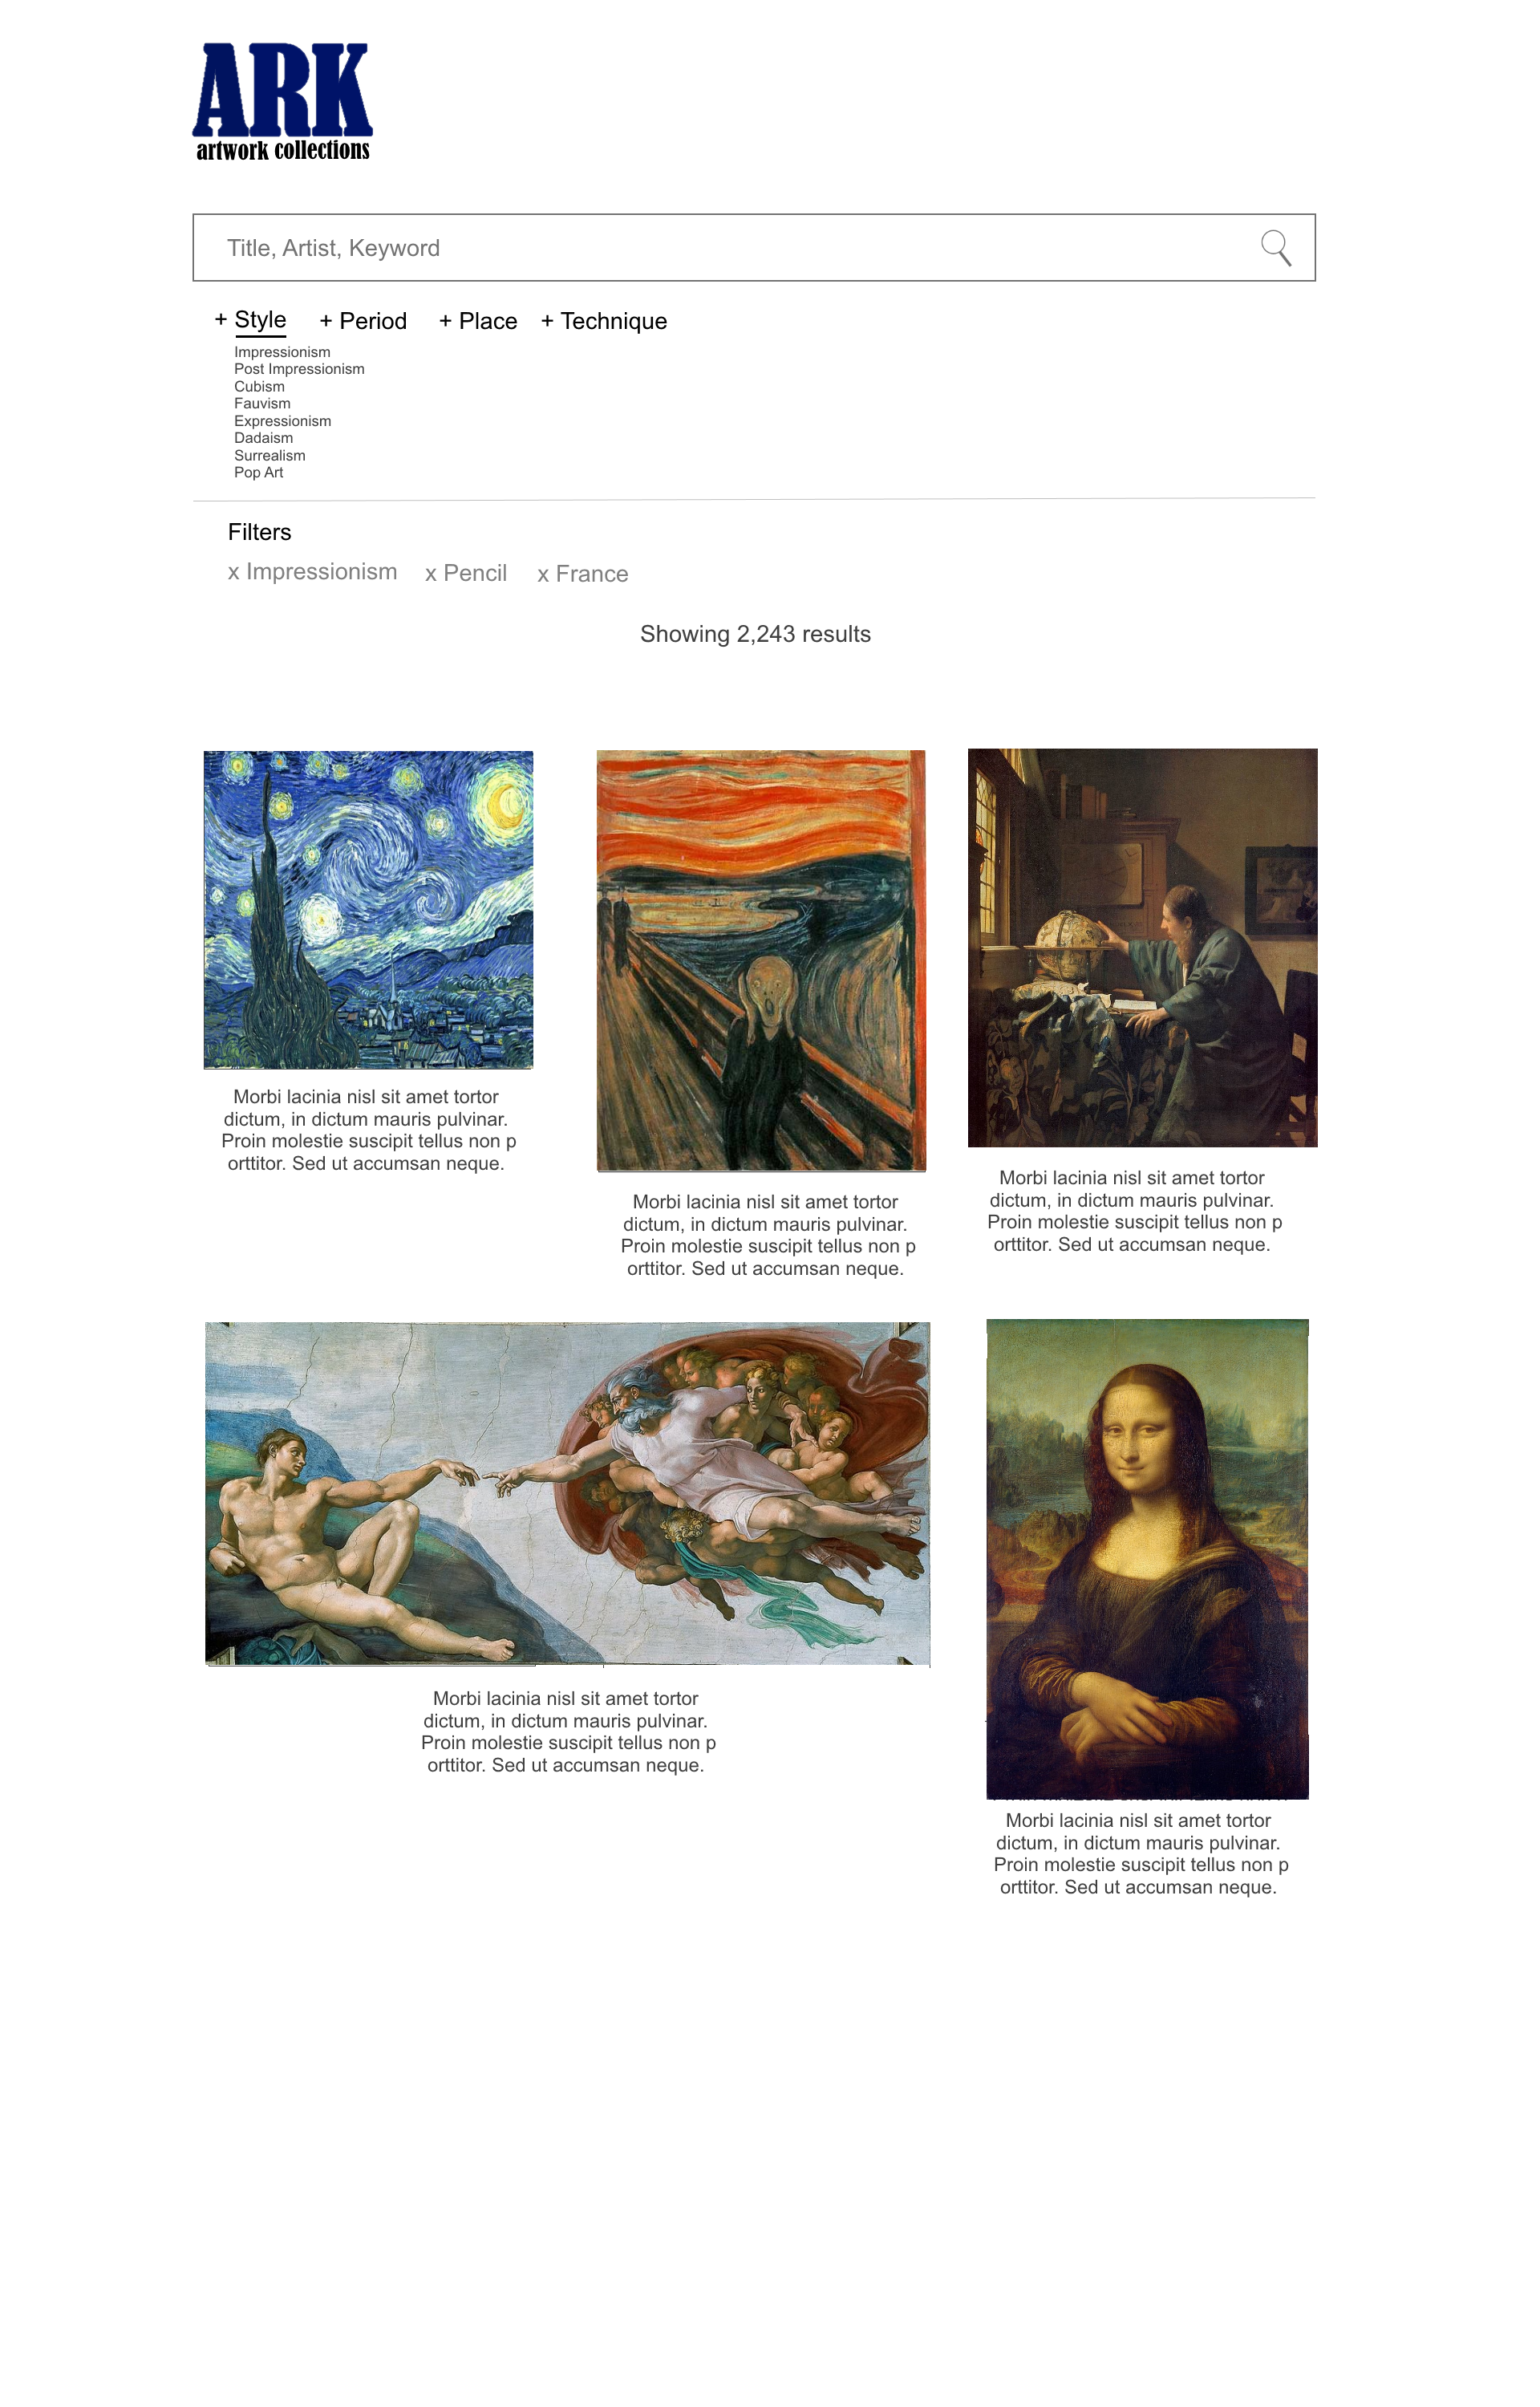 ARK
artwork collections
Title, Artist, Keyword
+ Style + Period + Place + Technique
Impressionism
Post Impressionism
Cubism
Fauvism
Expressionism
Dadaism
Surrealism
Pop Art
Filters
x Impressionism x Pencil x France
Showing 2,243 results
Morbi lacinia nisl sit amet tortor
dictum, in dictum mauris pulvinar.
Proin molestie suscipit tellus non p
orttitor. Sed ut accumsan neque.
Morbi lacinia nisl sit amet tortor
dictum, in dictum mauris pulvinar.
Proin molestie suscipit tellus non p
orttitor. Sed ut accumsan neque.
Morbi lacinia nisl sit amet tortor
dictum, in dictum mauris pulvinar.
Proin molestie suscipit tellus non p
orttitor. Sed ut accumsan neque.
Morbi lacinia nisl sit amet tortor
dictum, in dictum mauris pulvinar.
Proin molestie suscipit tellus non p
orttitor. Sed ut accumsan neque.
Morbi lacinia nisl sit amet tortor
dictum, in dictum mauris pulvinar.
Proin molestie suscipit tellus non p
orttitor. Sed ut accumsan neque.